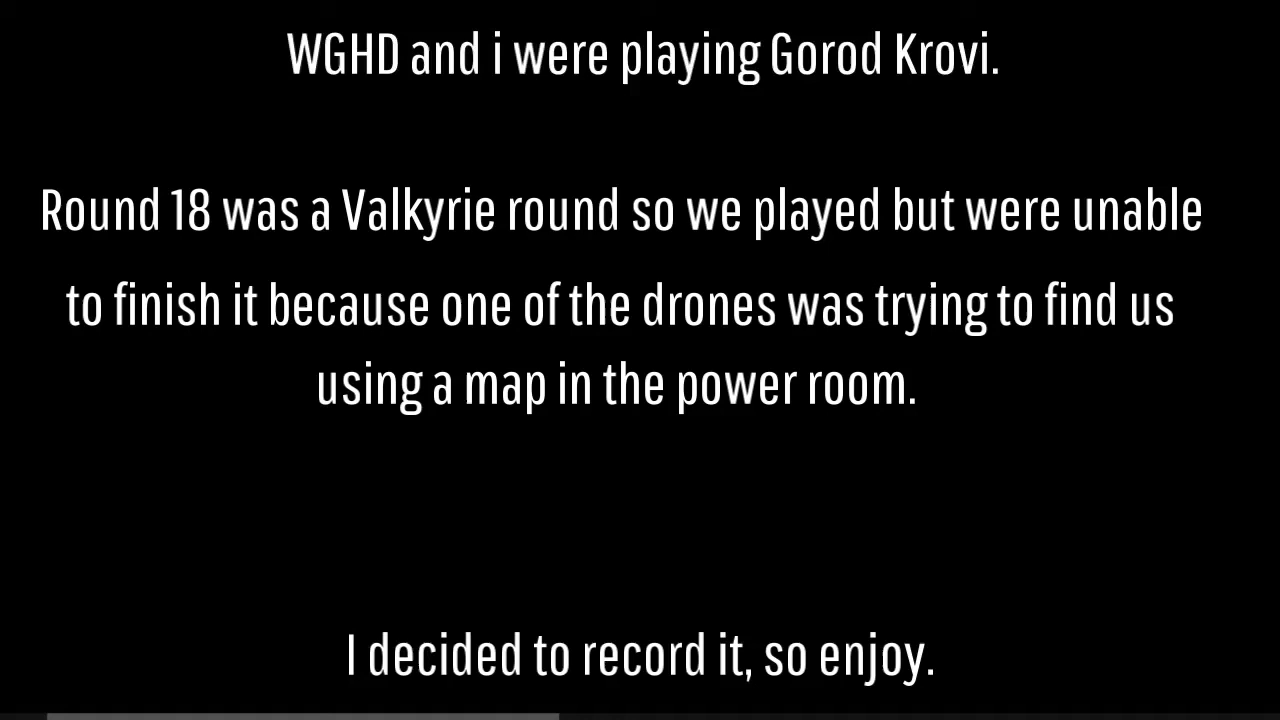 WGHD and i were playing Gorod Krovi.
Round 18 was a Valkyrie round so we played but were unable
to finish it because one of the drones was trying to find us
using a map in the power room.
I decided to record it, so enjoy.